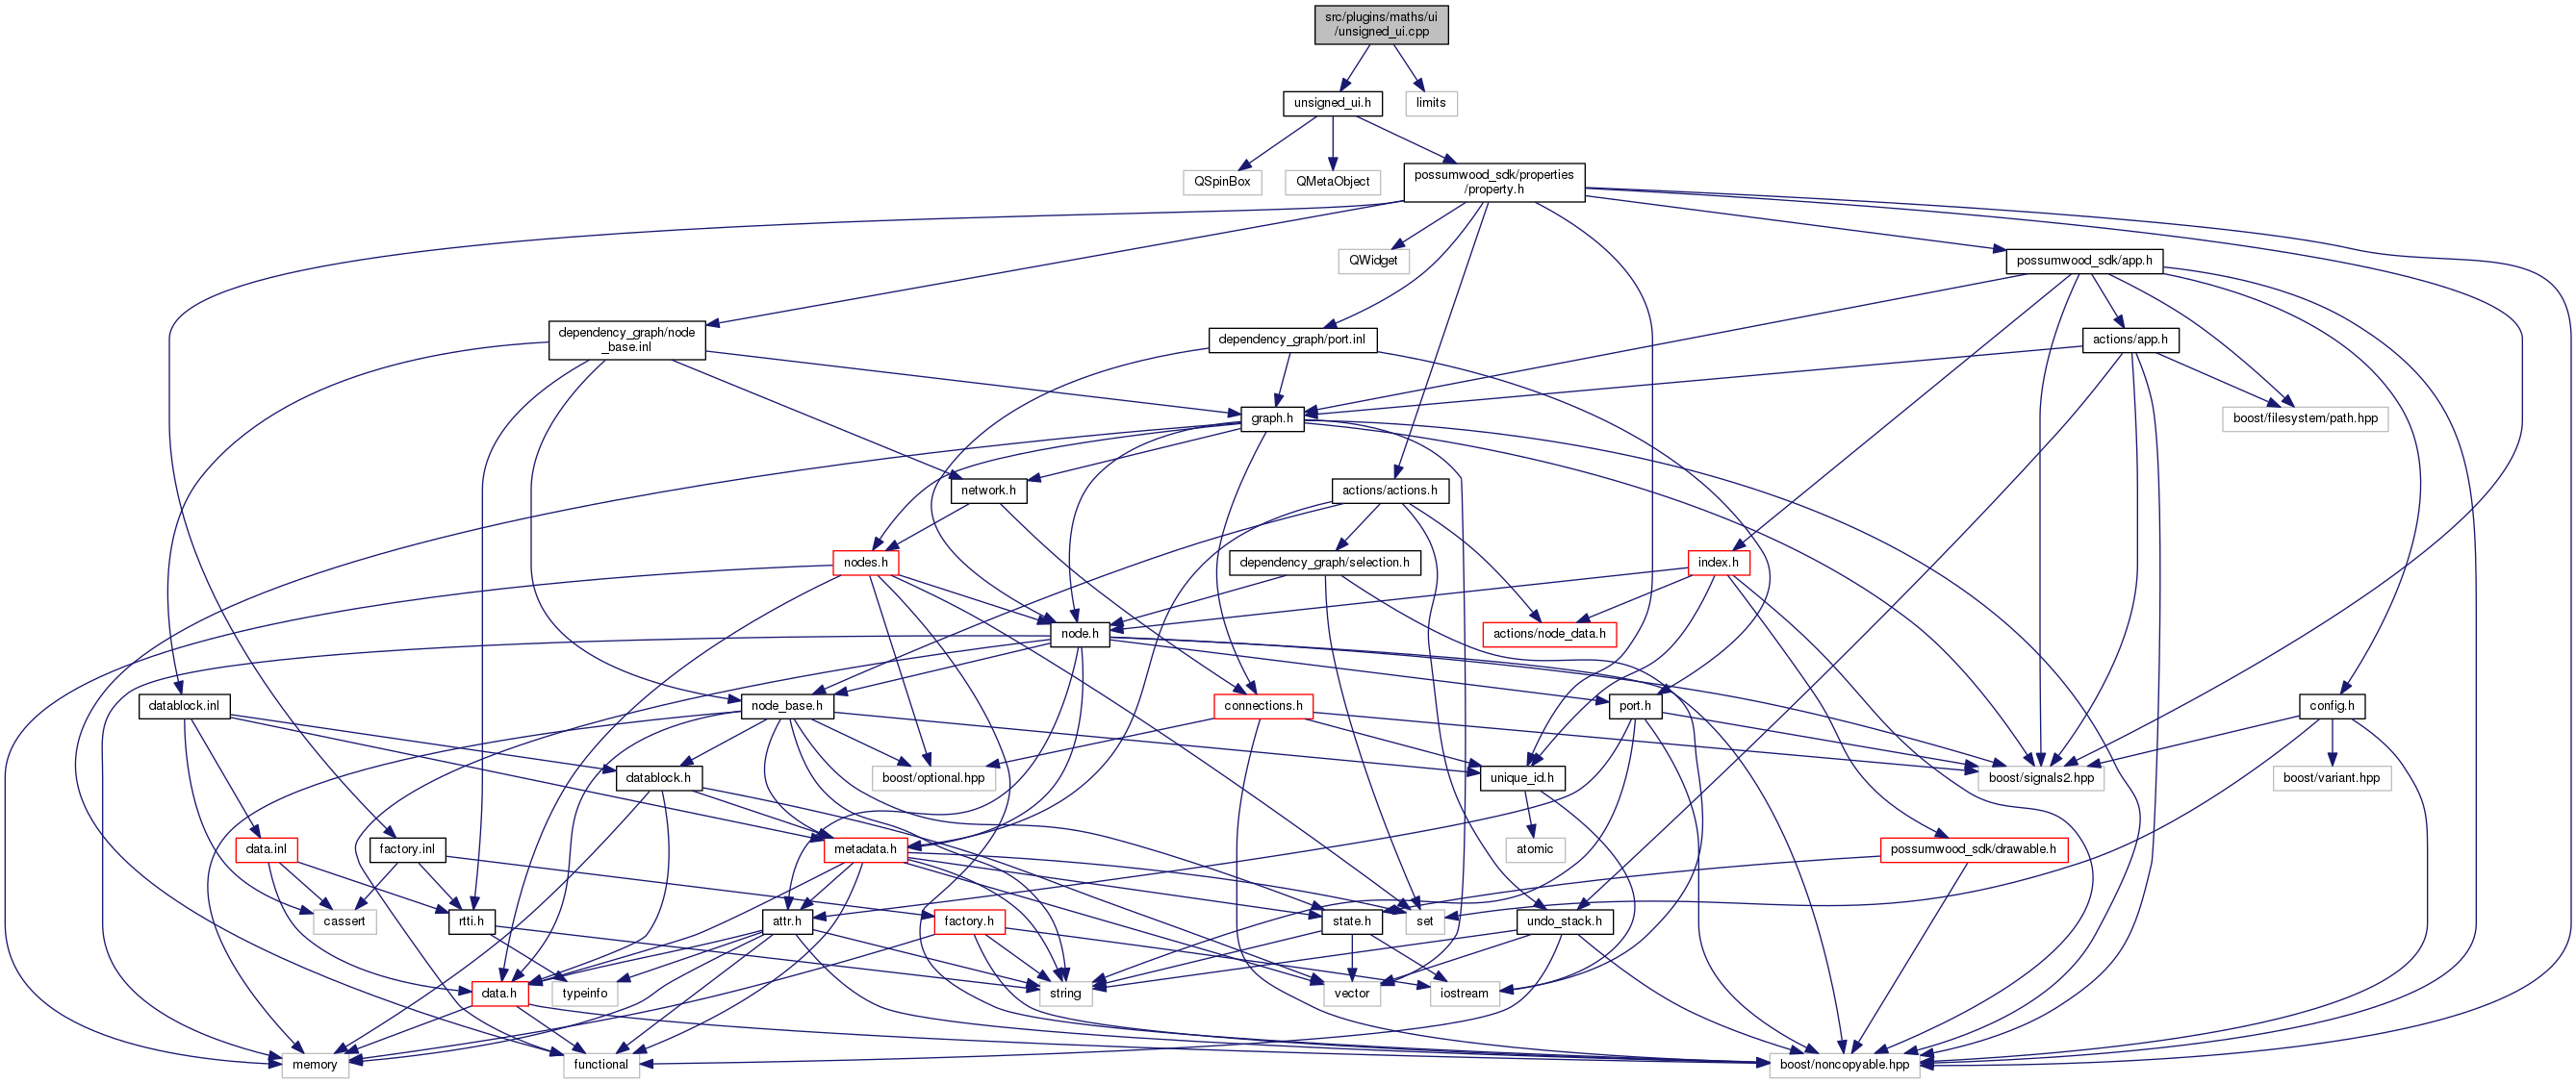 src/plugins/maths/ui
/unsigned_ui.cpp
unsigned_ui.h
limits
QSpinBox
QMetaObject
possumwood_sdk/properties
/property.h
QWidget
possumwood_sdk/app.h
dependency_graph/node
_base.inl
dependency_graph/port.inl
actions/app.h
graph.h
boost/filesystem/path.hpp
network.h
actions/actions.h
nodes.h
dependency_graph/selection.h
index.h
node.h
actions/node_data.h
datablock.inl
node_base.h
connections.h
port.h
config.h
datablock.h
boost/optional.hpp
unique_id.h
boost/signals2.hpp
boost/variant.hpp
data.inl
factory.inl
metadata.h
atomic
possumwood_sdk/drawable.h
cassert
rtti.h
attr.h
factory.h
state.h
set
undo_stack.h
data.h
typeinfo
string
vector
iostream
memory
functional
boost/noncopyable.hpp